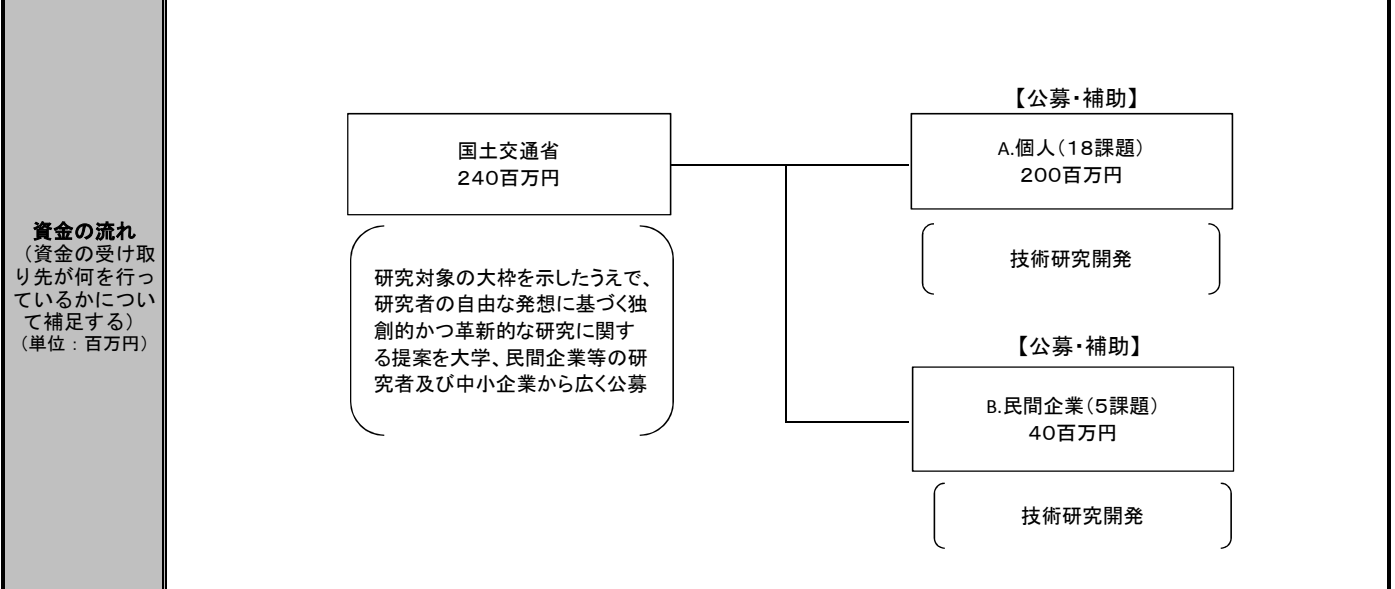 資金の流れ
（資金の受け取
り先が何を行っ
ているかについ
て補足する）
（単位：百万円）
国土交通省
240百万円
研究対象の大枠を示したうえで、
研究者の自由な発想に基づく独
創的かつ革新的な研究に関す
る提案を大学、民間企業等の研
究者及び中小企業から広く公募
【公募・補助】
A.個人（１８課題）
200百万円
技術研究開発
【公募・補助】
B.民間企業（５課題）
40百万円
技術研究開発